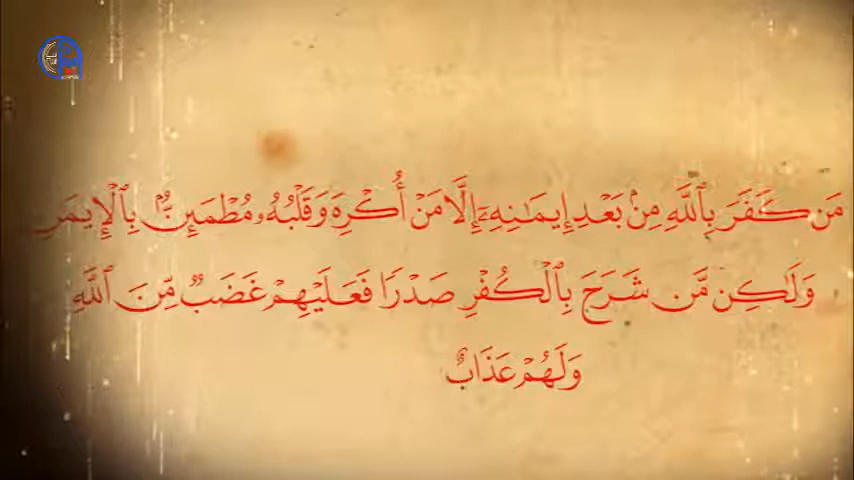 مَن كَفَرَ بِٱللَّهِ مِنۢ بَعْدِ إِيمَـٰنِهِۦٓ إِلَّا مَنْ أُكْرِهَ وَقَلْبُهُۥ مُطْمَئِنٌّۢ بِٱلْإِيمَـٰنِ
وَلَـٰكِن مَّن شَرَحَ بِٱلْكُفْرِ صَدْرًا فَعَلَيْهِمْ غَضَبٌ مِّنَ ٱللَّهِ
وَلَهُمْ عَذَابٌ